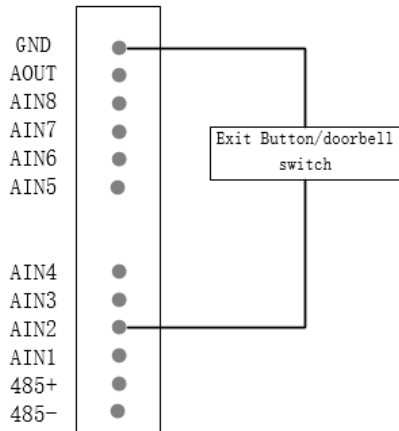 GND
AOUT
AIN8
AIN7
AIN6
AIN5
Exit Button/doorbell
switch
AIN4
AIN3
AIN2
AIN1
485+
485-